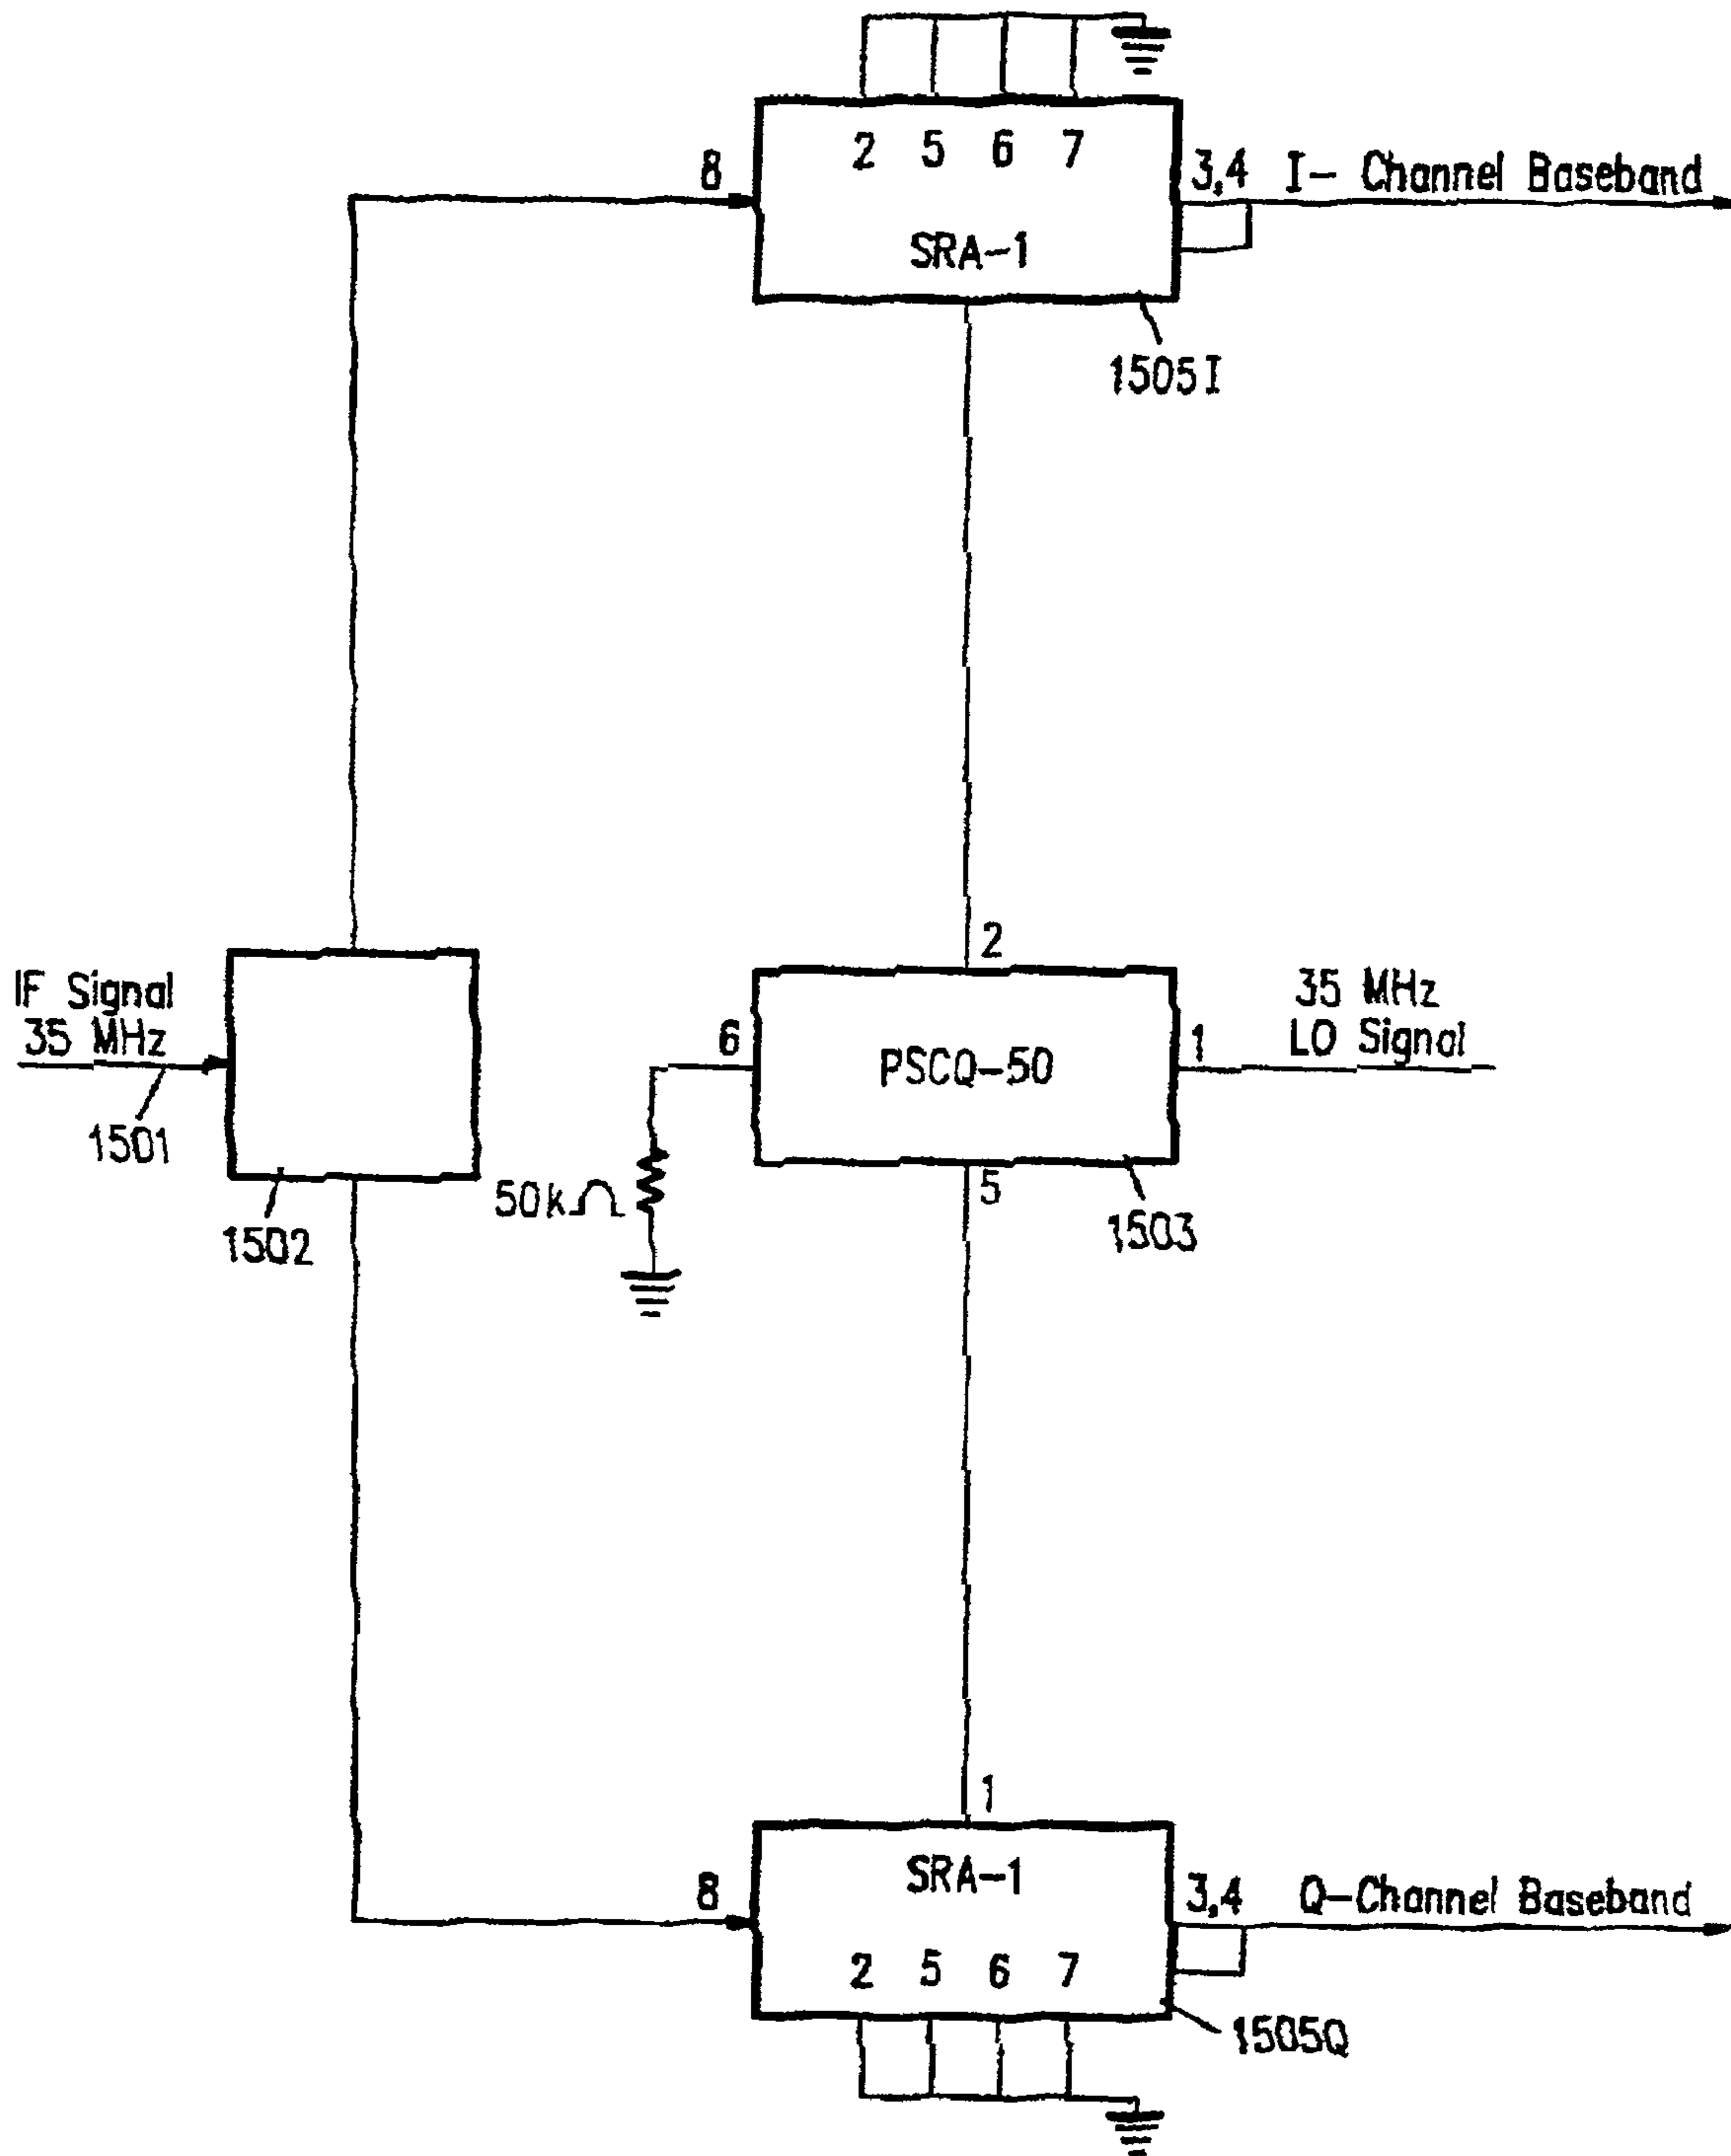 2 5 6 7
8
3,4 I- Channel Baseband
SRA-1
1505I
2
IF Signal
35 MHz
35 MHz
LO Signal
6
PSCQ-50
1
1501
1502
50kΩ
5
1503
1
SRA-1
8
3,4 Q-Channel Baseband
2 5 6 7
1505Q